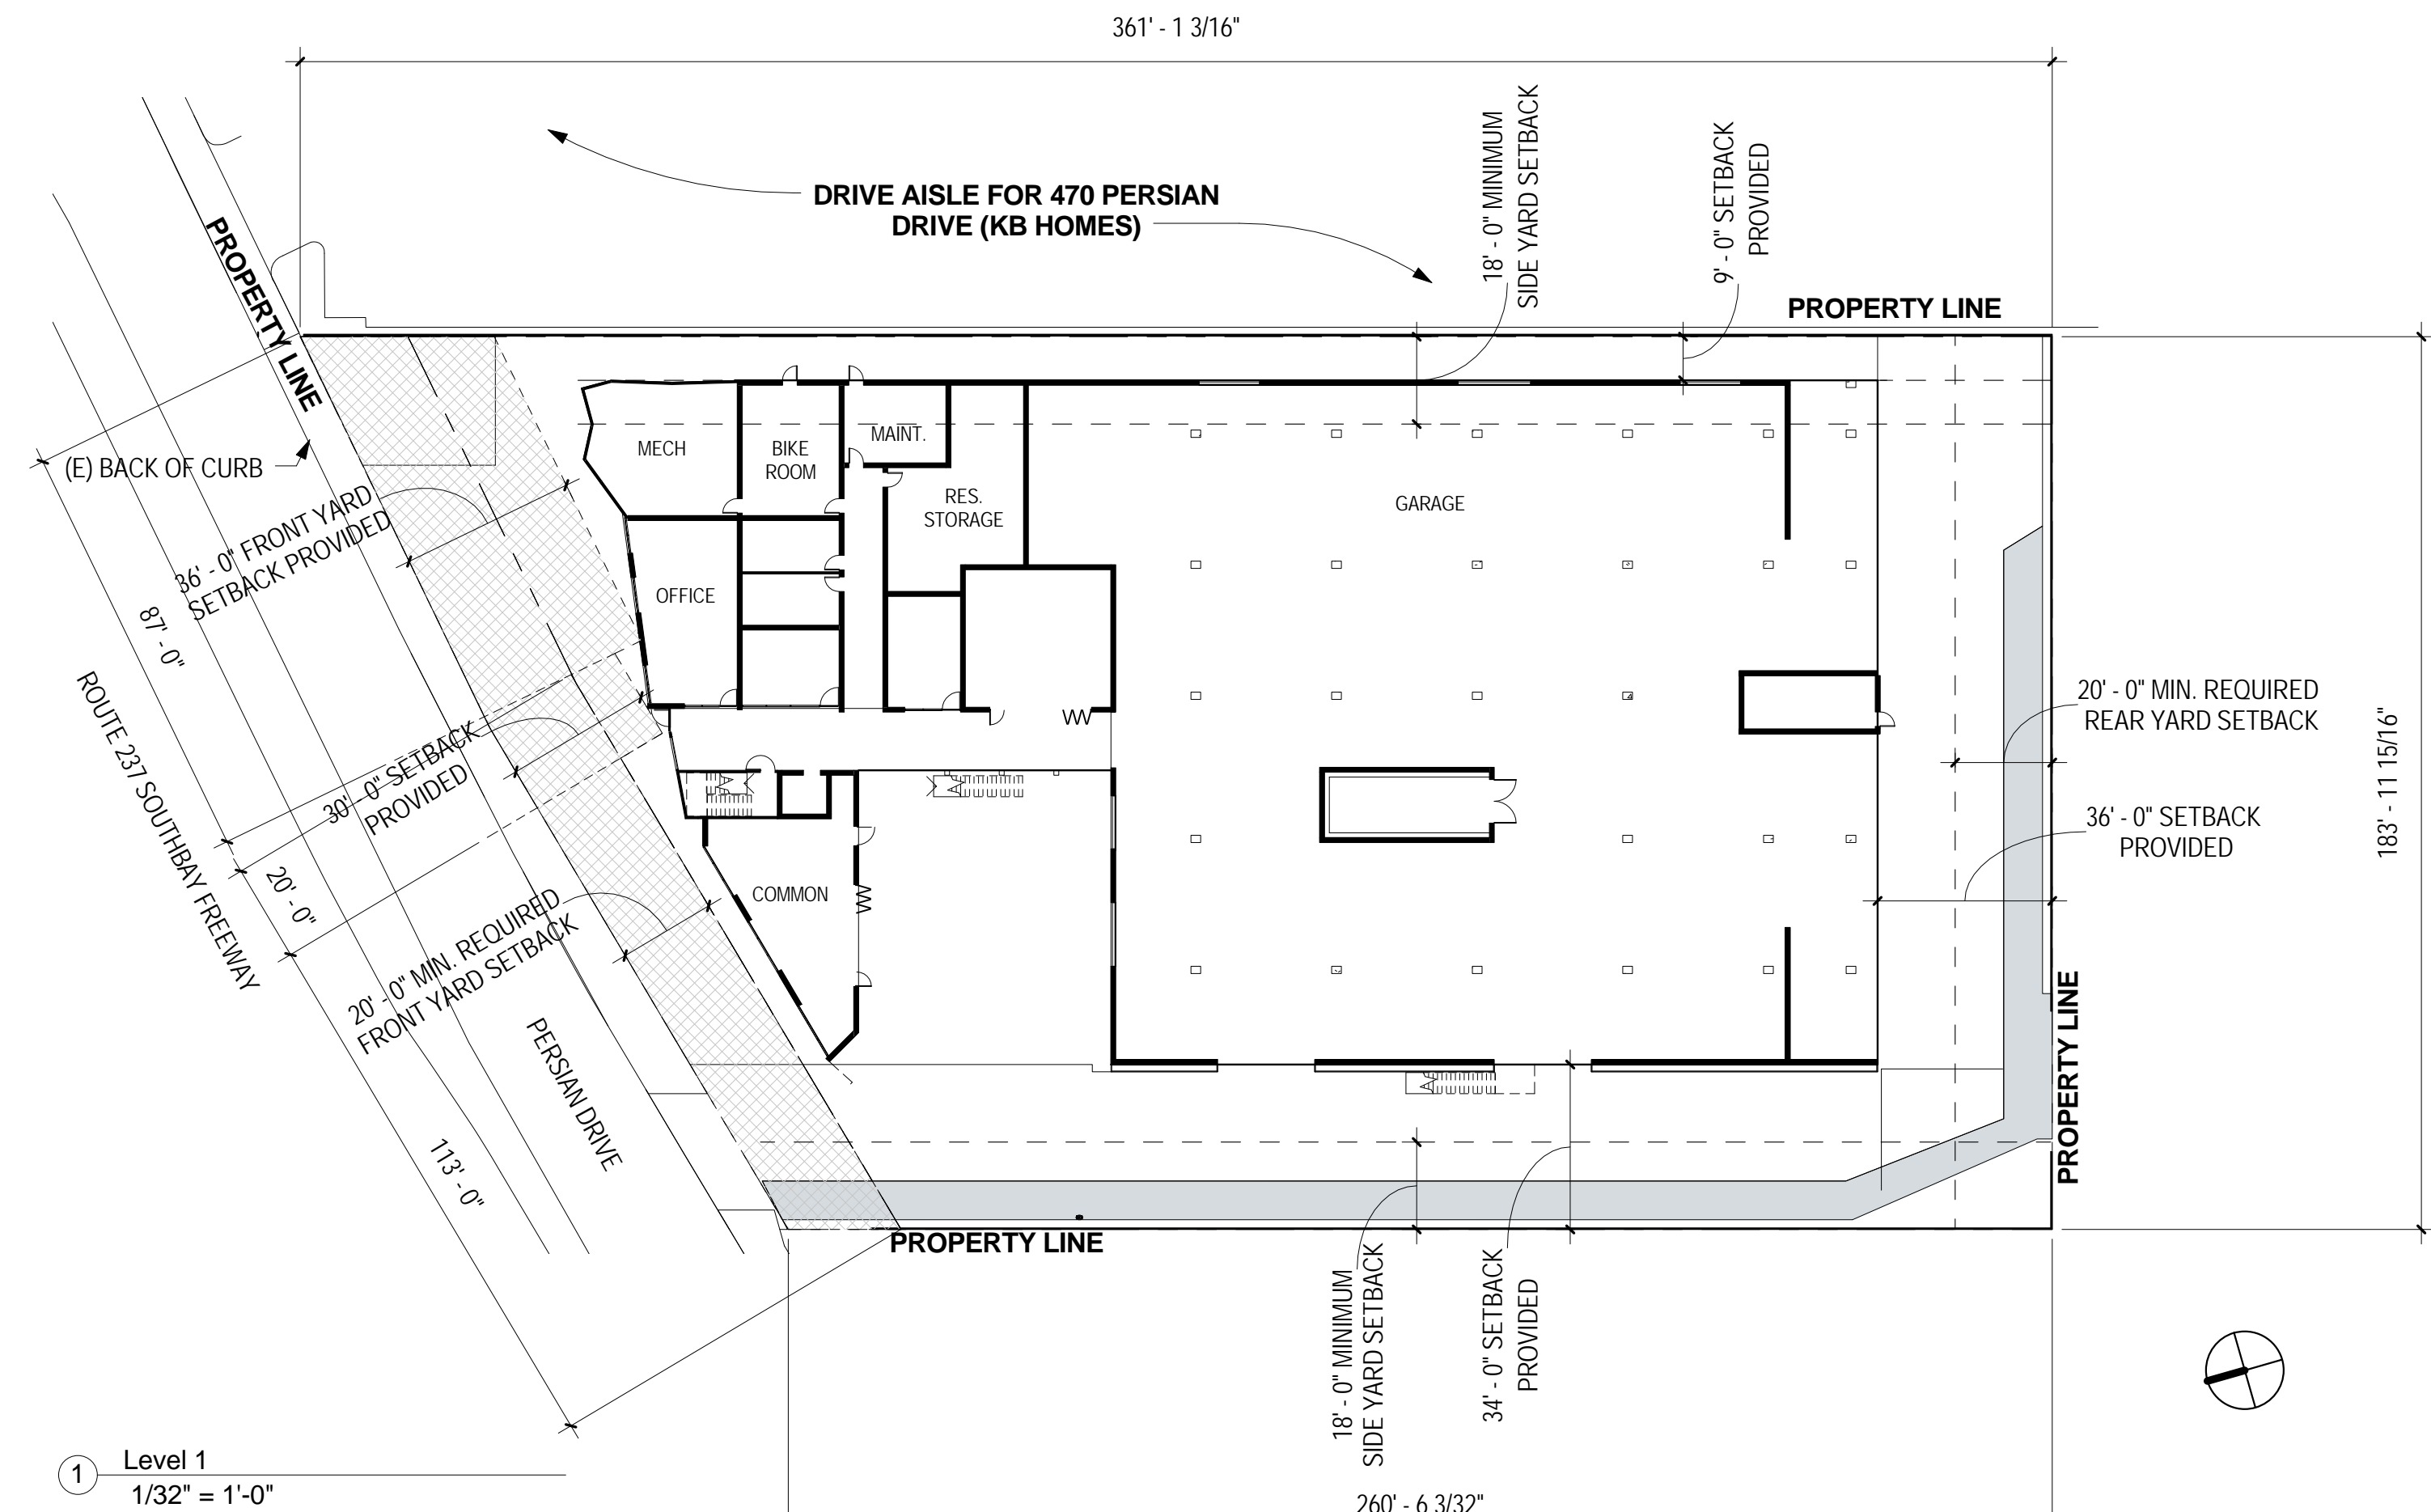 361' - 1 3/16"
18' - 0" MINIMUM
SIDE YARD SETBACK
9' - 0" SETBACK
PROVIDED
DRIVE AISLE FOR 470 PERSIAN
DRIVE (KB HOMES)
PROPERTY LINE
PROPERTY LINE
(E) BACK OF CURB
MECH
BIKE
ROOM
MAINT.
RES.
STORAGE
GARAGE
36' - 0" FRONT YARD
SETBACK PROVIDED
87' - 0"
OFFICE
ROUTE 237 SOUTHBAY FREEWAY
30' - 0" SETBACK
PROVIDED
20' - 0"
20' - 0" MIN. REQUIRED
REAR YARD SETBACK
183' - 11 15/16"
36' - 0" SETBACK
PROVIDED
COMMON
20' - 0" MIN. REQUIRED
FRONT YARD SETBACK
PERSIAN DRIVE
113' - 0"
PROPERTY LINE
PROPERTY LINE
18' - 0" MINIMUM
SIDE YARD SETBACK
34' - 0" SETBACK
PROVIDED
1
Level 1
1/32" = 1'-0"
260' - 6 3/32"